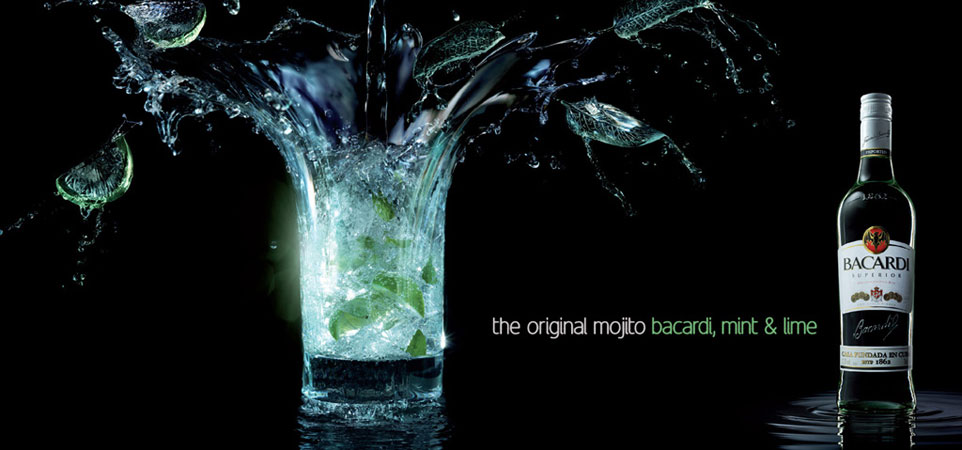 the original mojito bacardi, mint & lime
BACARDI
SUPERIOR
CASA FUNDADA EN CUBA
1862